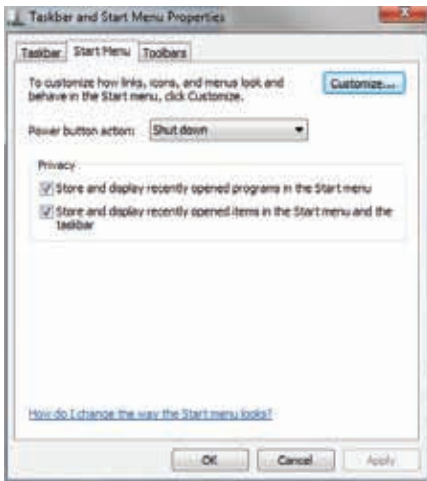 Taskbar and Start Menu Properties
Taskbar Start Menu Toolbars
To customize how links, icons, and menus look and
behave in the Start menu, click Customize.
Customize...
Power button action: Shut down
Privacy
Store and display recently opened programs in the Start menu
Store and display recently opened items in the Start menu and the
taskbar
How do I change the way the Start menu looks?
OK Cancel Apply